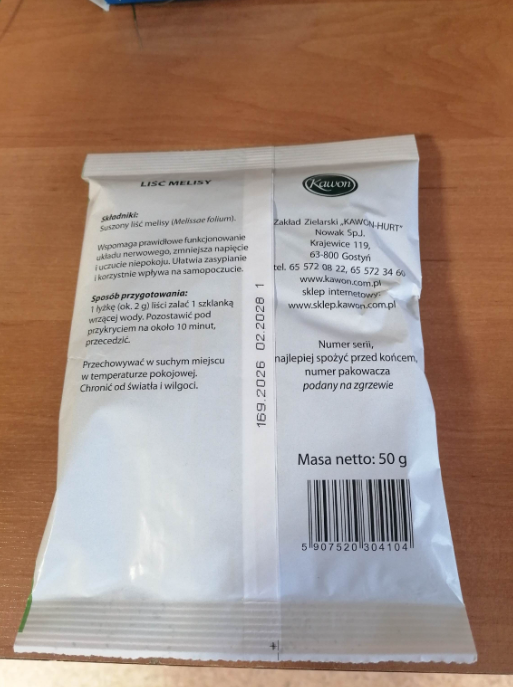 LIŚĆ MELISY
Składniki:
Suszony liść melisy (Melissae folium).
Wspomaga prawidłowe funkcjonowanie
układu nerwowego, zmniejsza napięcie
i uczucie niepokoju. Ułatwia zasypianie
i korzystnie wpływa na samopoczucie.
Sposób przygotowania:
1 łyżkę (ok. 2 g) liści zalać 1 szklanką
wrzącej wody. Pozostawić pod
przykryciem na około 10 minut,
przecedzić.
Przechowywać w suchym miejscu
w temperaturze pokojowej.
Chronić od światła i wilgoci.
169.2026 02.2028 1
Kawon
Zakład Zielarski „KAWON-HURT”
Nowak Sp.J.
Krajewice 119,
63-800 Gostyń
tel. 65 572 08 22, 65 572 34 66
www.kawon.com.pl
sklep internetowy:
www.sklep.kawon.com.pl
Numer serii,
najlepiej spożyć przed końcem,
numer pakowacza
podany na zgrzewie
Masa netto: 50 g
5 907520 304104